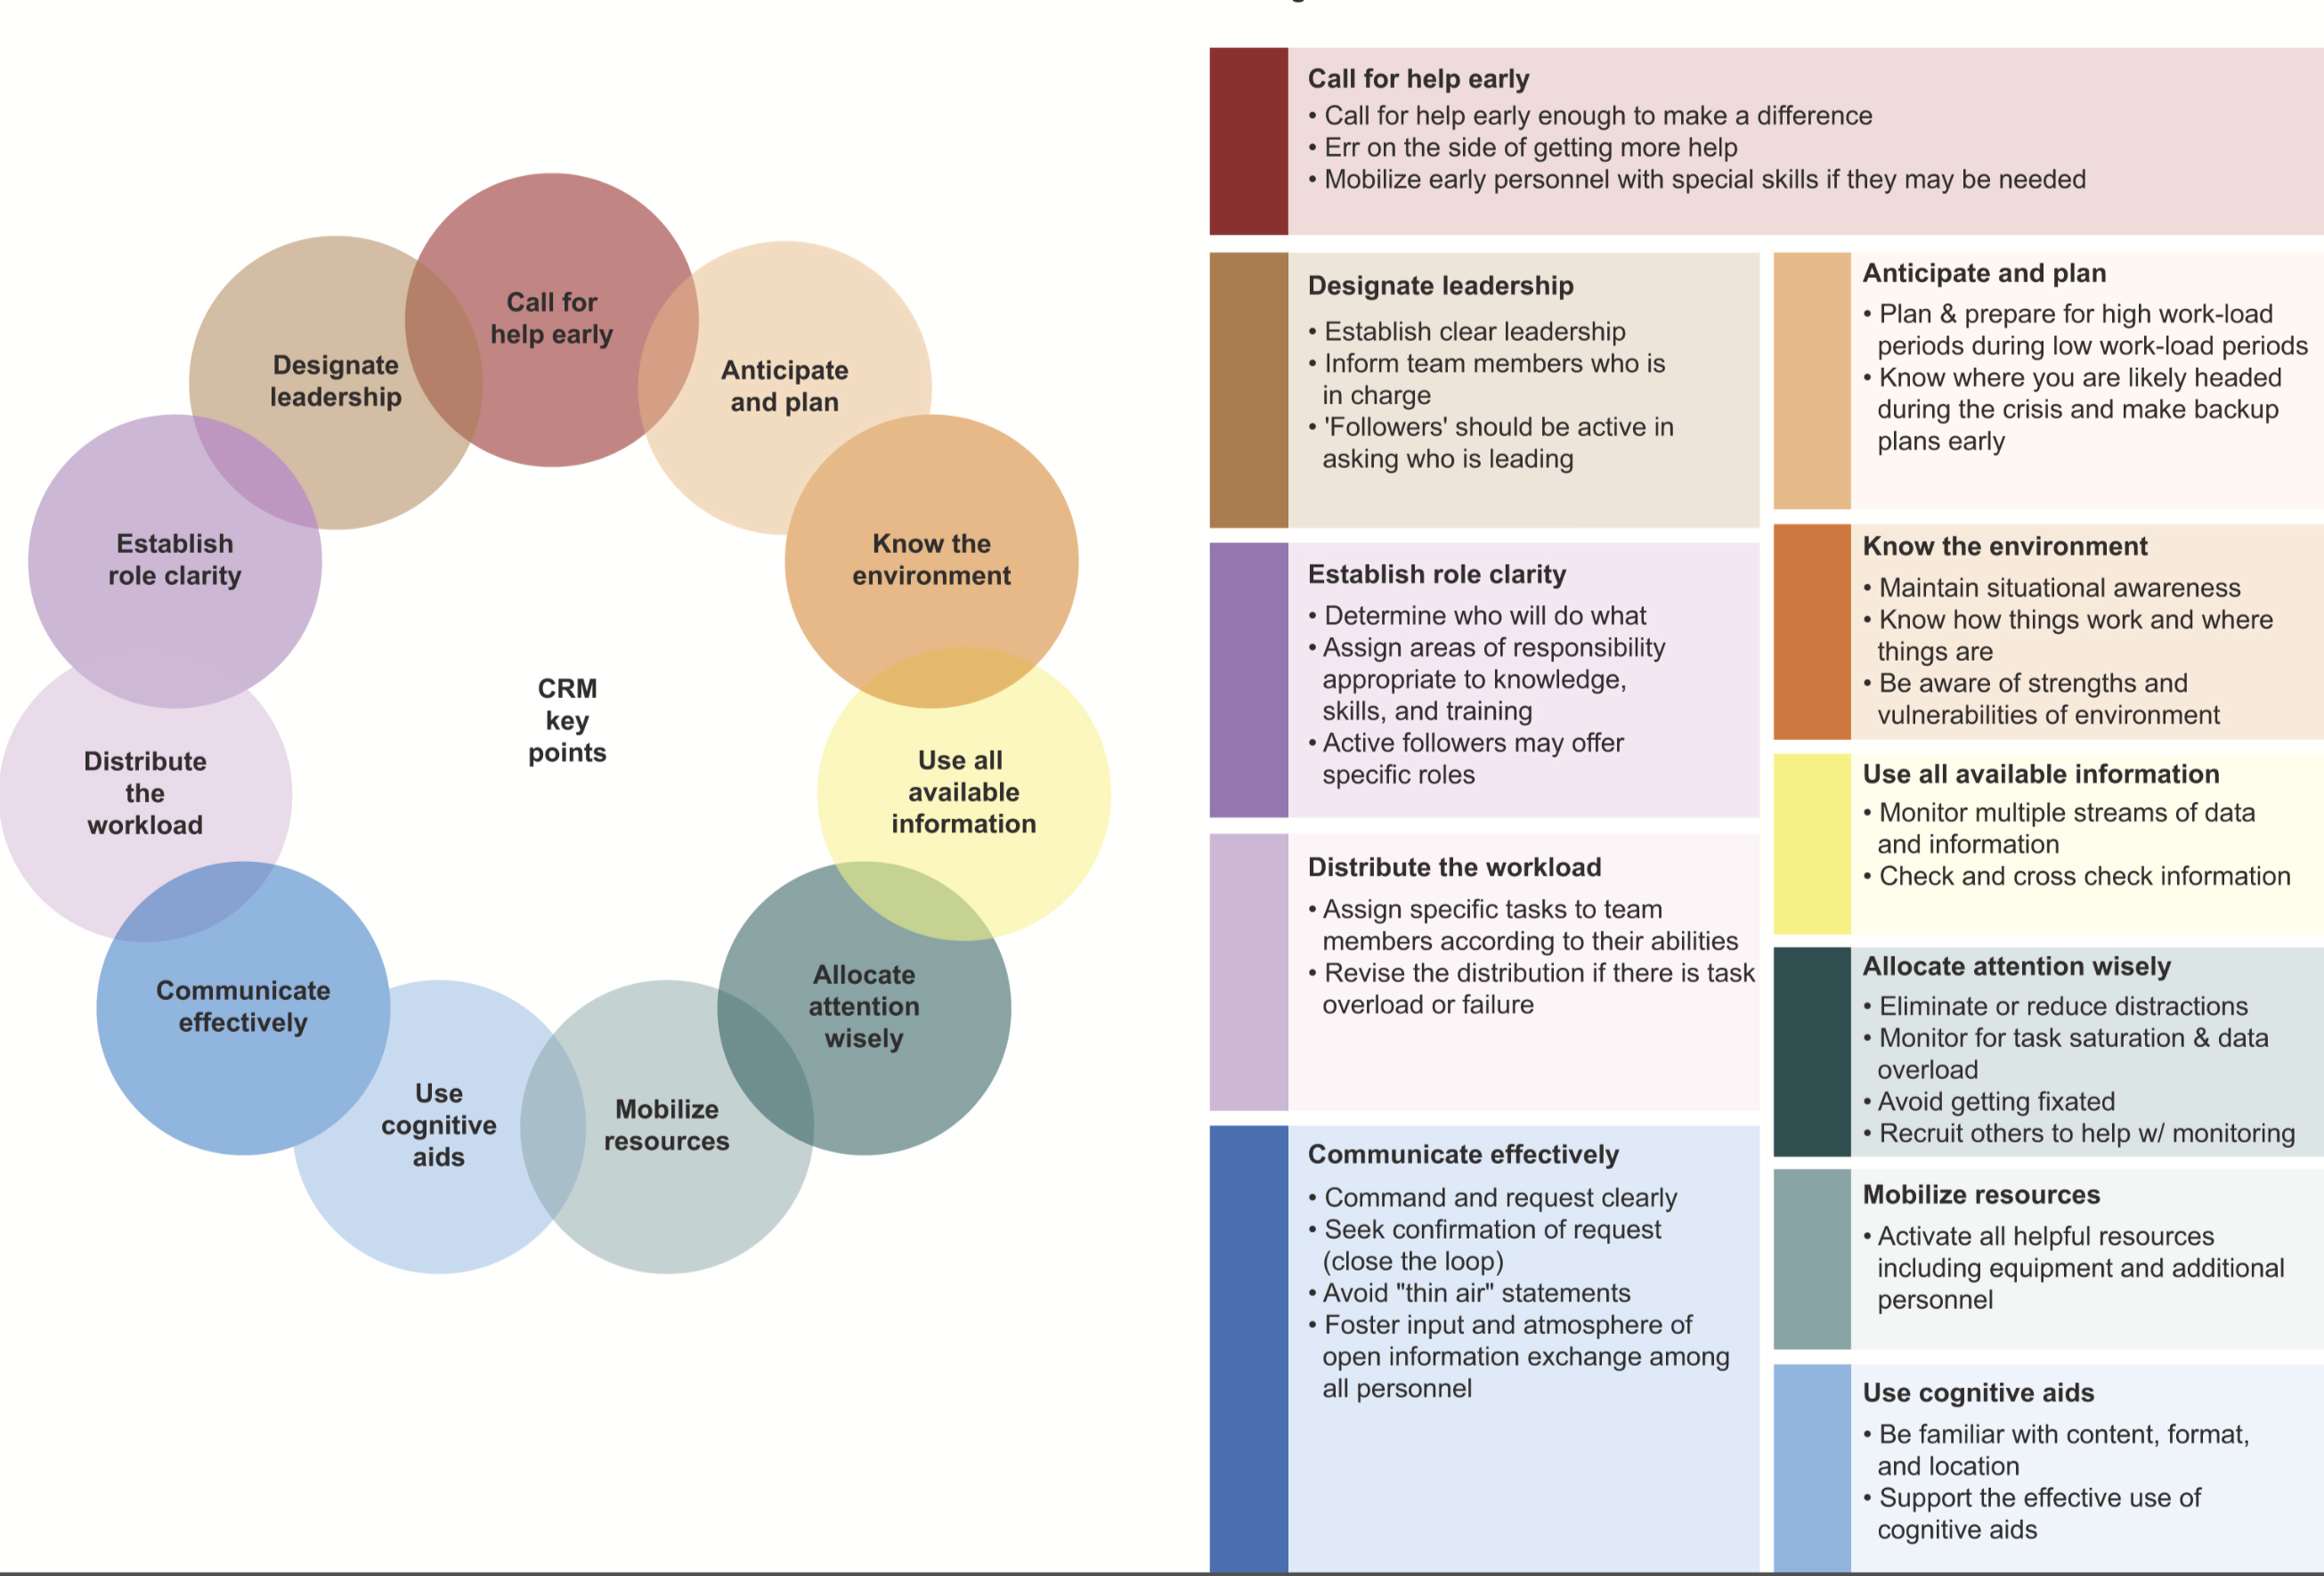 Call for
help early
Designate
leadership
Anticipate
and plan
Establish
role clarity
Know the
environment
CRM
key
points
Distribute
the
workload
Use all
available
information
Communicate
effectively
Allocate
attention
wisely
Use
cognitive
aids
Mobilize
resources
Call for help early
• Call for help early enough to make a difference
• Err on the side of getting more help
• Mobilize early personnel with special skills if they may be needed
Designate leadership
• Establish clear leadership
• Inform team members who is
in charge
• 'Followers' should be active in
asking who is leading
Establish role clarity
• Determine who will do what
• Assign areas of responsibility
appropriate to knowledge,
skills, and training
• Active followers may offer
specific roles
Distribute the workload
• Assign specific tasks to team
members according to their abilities
• Revise the distribution if there is task
overload or failure
Communicate effectively
• Command and request clearly
• Seek confirmation of request
(close the loop)
• Avoid "thin air" statements
• Foster input and atmosphere of
open information exchange among
all personnel
Anticipate and plan
• Plan & prepare for high work-load
periods during low work-load periods
• Know where you are likely headed
during the crisis and make backup
plans early
Know the environment
• Maintain situational awareness
• Know how things work and where
things are
• Be aware of strengths and
vulnerabilities of environment
Use all available information
• Monitor multiple streams of data
and information
• Check and cross check information
Allocate attention wisely
• Eliminate or reduce distractions
• Monitor for task saturation & data
overload
• Avoid getting fixated
• Recruit others to help w/ monitoring
Mobilize resources
• Activate all helpful resources
including equipment and additional
personnel
Use cognitive aids
• Be familiar with content, format,
and location
• Support the effective use of
cognitive aids